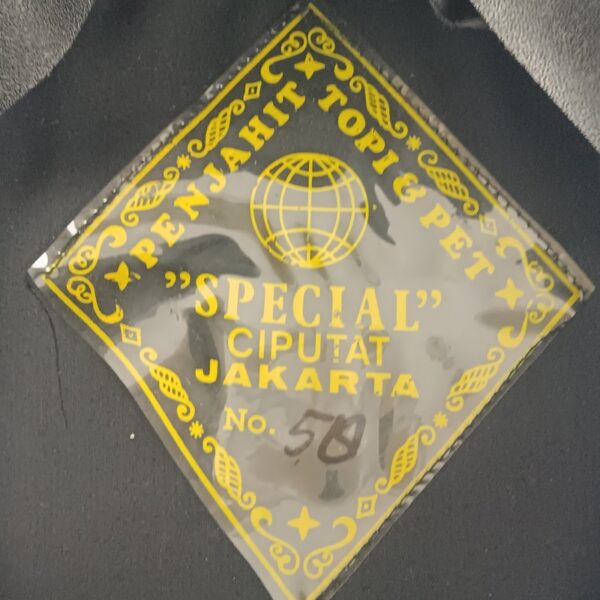 PENJAHIT TOPI & PET
"SPECIAL"
CIPUTAT
JAKARTA
No. 58